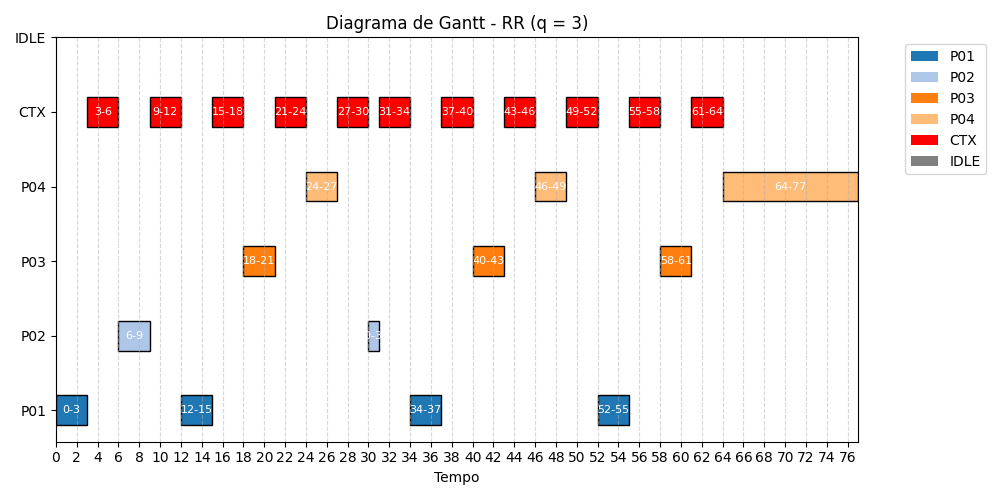 Diagrama de Gantt - RR (q = 3)
IDLE
CTX
3-6 9-12 15-18 21-24 27-30 31-34 37-40 43-46 49-52 55-58 61-64
P04
24-27 46-49 64-77
P03
18-21 40-43 58-61
P02
6-9
P01
0-3 12-15 34-37 52-55
0 2 4 6 8 10 12 14 16 18 20 22 24 26 28 30 32 34 36 38 40 42 44 46 48 50 52 54 56 58 60 62 64 66 68 70 72 74 76
Tempo
P01
P02
P03
P04
CTX
IDLE